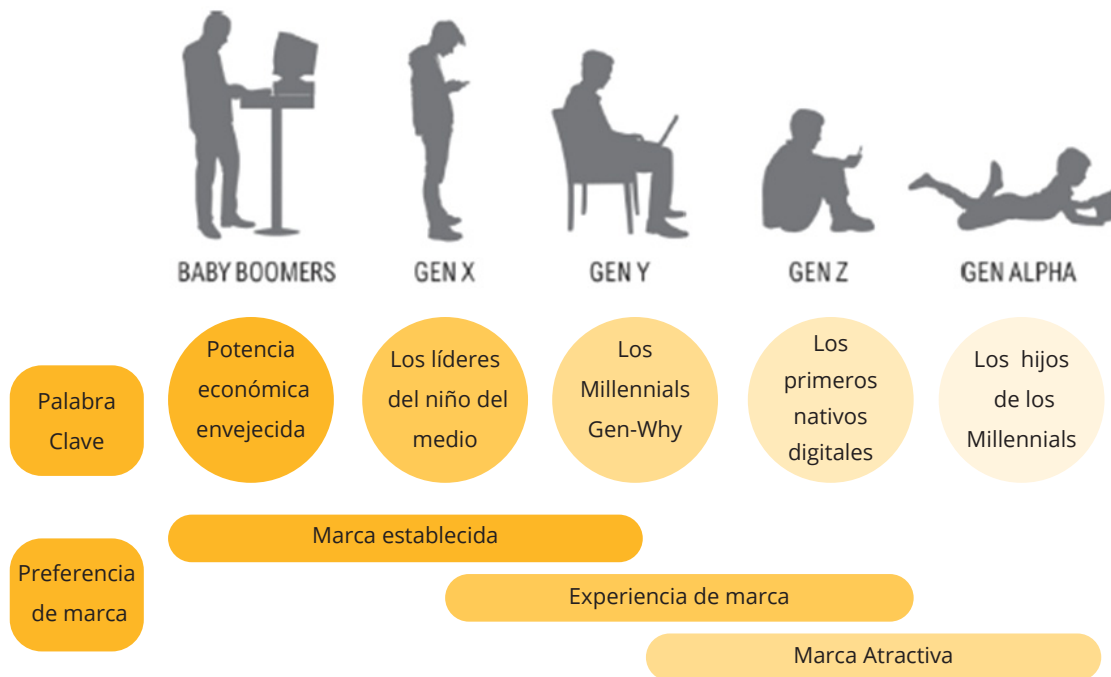 BABY BOOMERS
GEN X
GEN Y
GEN Z
GEN ALPHA
Palabra
Clave
Potencia
económica
envejecida
Los líderes
del niño del
medio
Los
Millennials
Gen-Why
Los
primeros
nativos
digitales
Los hijos
de los
Millennials
Preferencia
de marca
Marca establecida
Experiencia de marca
Marca Atractiva